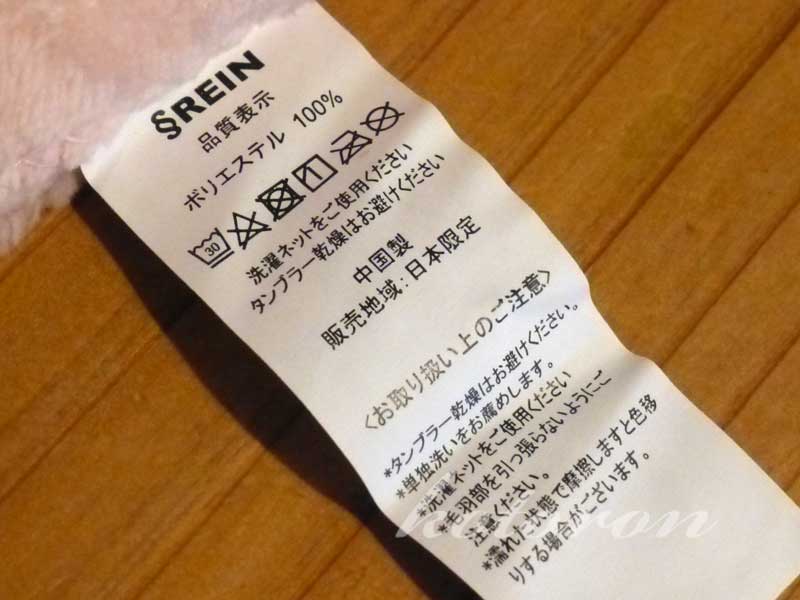 §REIN
品質表示
ポリエステル 100%
30
洗濯ネットをご使用ください
タンブラー乾燥はお避けください
中国製
販売地域:日本限定
〈お取り扱い上のご注意〉
*タンブラー乾燥はお避けください。
*単独洗いをお薦めします。
*洗濯ネットをご使用ください
*毛羽部を引っ張らないようにご
注意ください。
*濡れた状態で摩擦しますと色移
りする場合がございます。